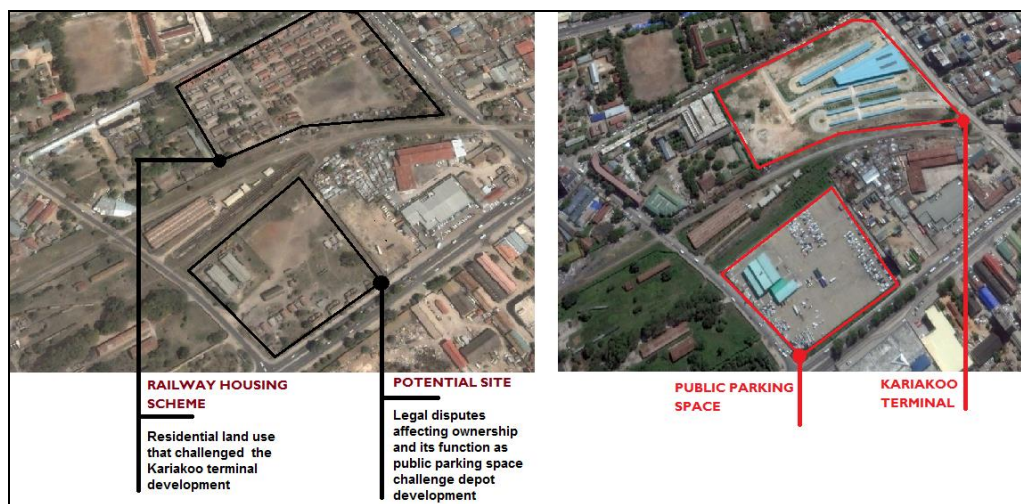 RAILWAY HOUSING
SCHEME
Residential land use
that challenged the
Kariakoo terminal
development
POTENTIAL SITE
Legal disputes
affecting ownership
and its function as
public parking space
challenge depot
development
PUBLIC PARKING
SPACE
KARIAKOO
TERMINAL